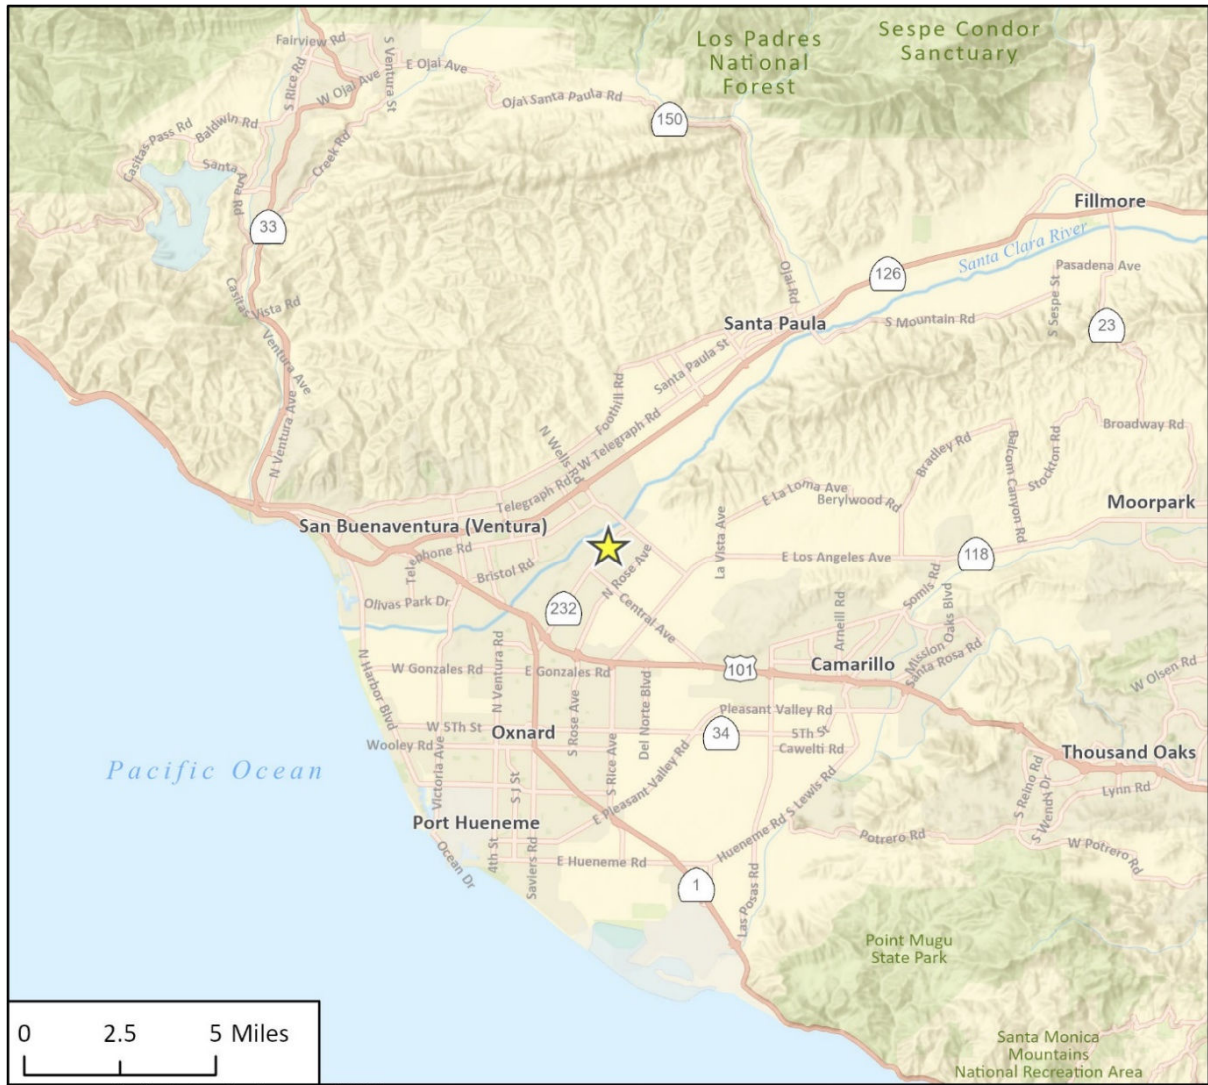 Los Padres
National
Forest
Sespe Condor
Sanctuary
Fairview Rd
S Rice Rd
W Ojai Ave
S Ventura St
E Ojai Ave
Ojai Santa Paula Rd
150
Casitas Pass Rd
Baldwin Rd
Creek Rd
Santa Ana Rd
33
Fillmore
Santa Clara River
126
Pasadena Ave
S Sespe St
Ojai Rd
Casitas Vista Rd
Santa Paula
S Mountain Rd
23
Ventura Ave
N Ventura Ave
Santa Paula St
Foothill Rd
W Telegraph Rd
N Wells Rd
Telegraph Rd
Bradley Rd
Balcom Canyon Rd
Stockton Rd
Broadway Rd
E La Loma Ave
Berylwood Rd
La Vista Ave
Moorpark
San Buenaventura (Ventura)
Telephone Rd
Bristol Rd
E Los Angeles Ave
118
N Rose Ave
Olivas Park Dr
232
Central Ave
Arneill Rd
Somis Rd
Mission Oaks Blvd
Santa Rosa Rd
N Harbor Blvd
W Gonzales Rd
N Ventura Rd
E Gonzales Rd
101
Camarillo
W Olsen Rd
Del Norte Blvd
S Rose Ave
Pleasant Valley Rd
W 5Th St
Oxnard
34
5Th St
Wooley Rd
Cawelti Rd
Pacific Ocean
Victoria Ave
S J St
S Rice Ave
E Pleasant Valley Rd
Thousand Oaks
S Reino Rd
S Wendy Dr
Lynn Rd
Port Hueneme
S Lewis Rd
Hueneme Rd
Potrero Rd
W Potrero Rd
Ocean Dr
4th St
Saviers Rd
E Hueneme Rd
1
Las Posas Rd
Point Mugu
State Park
0 2.5 5 Miles
Santa Monica
Mountains
National Recreation Area